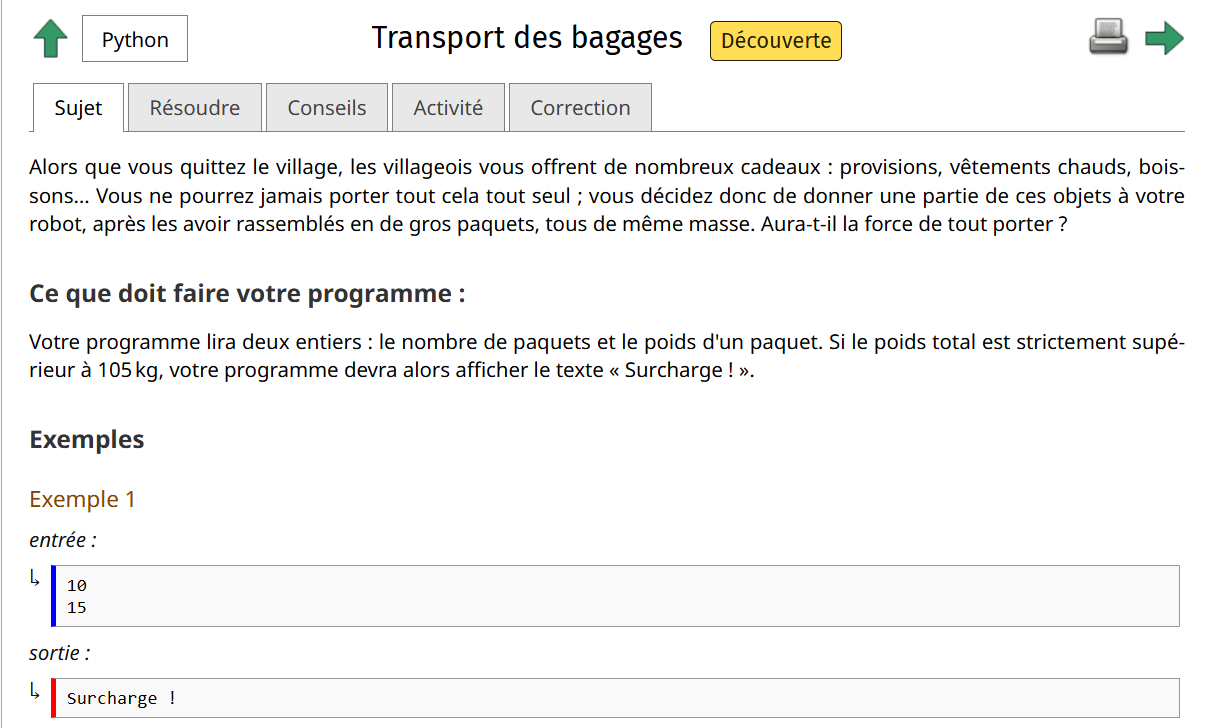 Python
Transport des bagages
Découverte
Sujet
Résoudre
Conseils
Activité
Correction
Alors que vous quittez le village, les villageois vous offrent de nombreux cadeaux : provisions, vêtements chauds, bois-
sons... Vous ne pourrez jamais porter tout cela tout seul ; vous décidez donc de donner une partie de ces objets à votre
robot, après les avoir rassemblés en de gros paquets, tous de même masse. Aura-t-il la force de tout porter ?
Ce que doit faire votre programme :
Votre programme lira deux entiers : le nombre de paquets et le poids d'un paquet. Si le poids total est strictement supé-
rieur à 105 kg, votre programme devra alors afficher le texte « Surcharge ! ».
Exemples
Exemple 1
entrée :
10
15
sortie :
Surcharge !